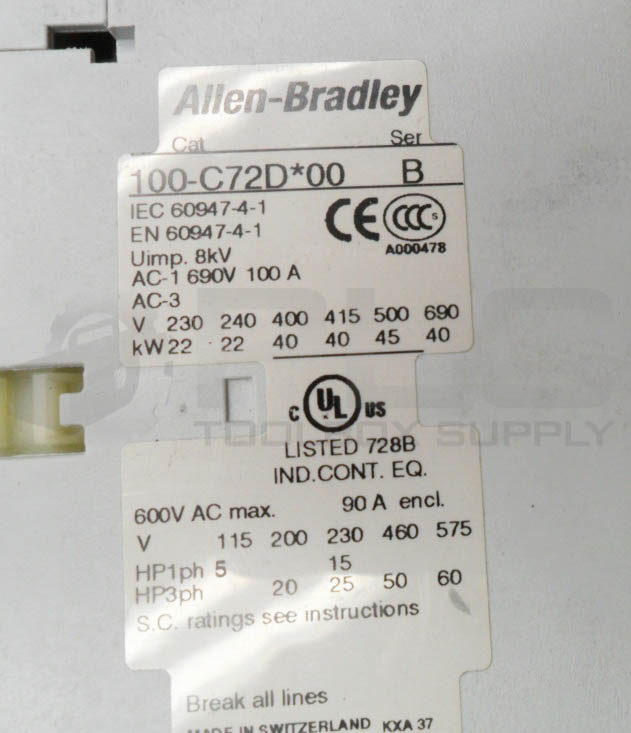 Allen-Bradley
Cat Ser
100-C72D*00 B
IEC 60947-4-1
EN 60947-4-1
CE CCC S
A000478
Uimp. 8kV
AC-1 690V 100 A
AC-3
V 230 240 400 415 500 690
kW 22 22 40 40 45 40
C UL US
TOOLBOX SUPPLY
LISTED 728B
IND.CONT. EQ.
600V AC max. 90 A encl.
V 115 200 230 460 575
HP1ph 5 15
HP3ph 20 25 50 60
S.C. ratings see instructions
Break all lines
MADE IN SWITZERLAND KXA 37